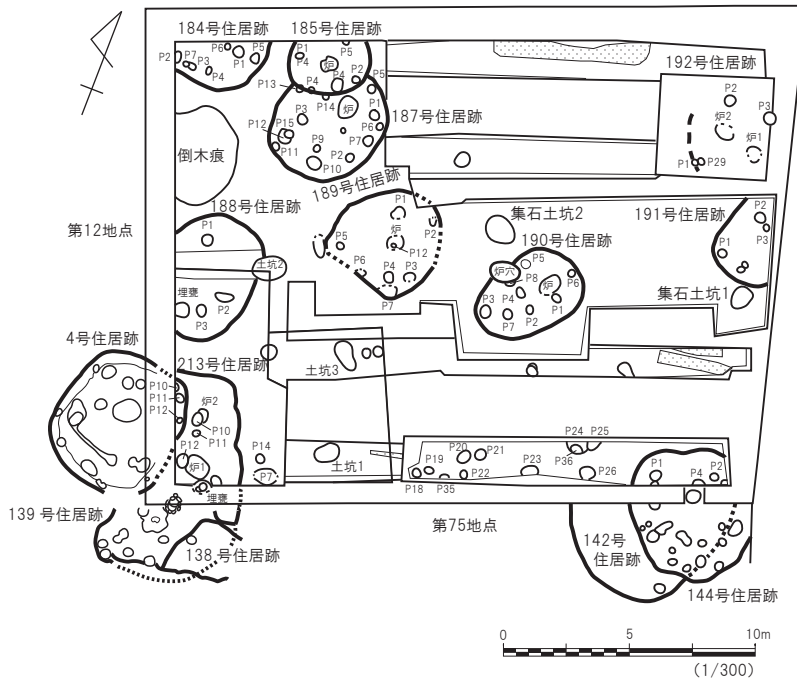 184号住居跡
185号住居跡
P2
P7
P3
P6
P4
P1
P5
P1
P4
炉
P5
P4
P2
192号住居跡
P2
P3
炉2
炉1
P1
P29
P13
P4
P14
炉
P5
P1
P6
P7
P3
P12
P15
P11
P9
P2
P10
187号住居跡
倒木痕
189号住居跡
188号住居跡
P1
第12地点
P1
P2
炉
P12
P5
P6
P4
P3
P7
集石土坑2
190号住居跡
P5
炉穴
P8
P6
炉
P4
P1
P3
P7
P2
191号住居跡
P2
P1
P3
集石土坑1
土坑2
埋甕
P2
P3
4号住居跡
213号住居跡
土坑3
P10
P11
P12
炉2
P10
P11
P12
炉1
P14
P7
埋甕
土坑1
P19
P18
P35
P20
P21
P22
P23
P24
P25
P36
P26
P1
P4
P2
139号住居跡
138号住居跡
第75地点
142号
住居跡
144号住居跡
0 5 10m
(1/300)